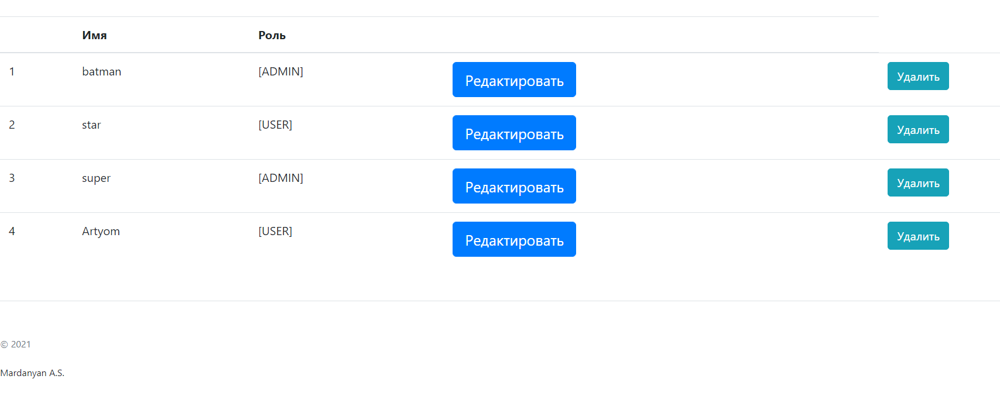 Имя Роль
1 batman [ADMIN] Редактировать Удалить
2 star [USER] Редактировать Удалить
3 super [ADMIN] Редактировать Удалить
4 Artyom [USER] Редактировать Удалить
© 2021
Mardanyan A.S.